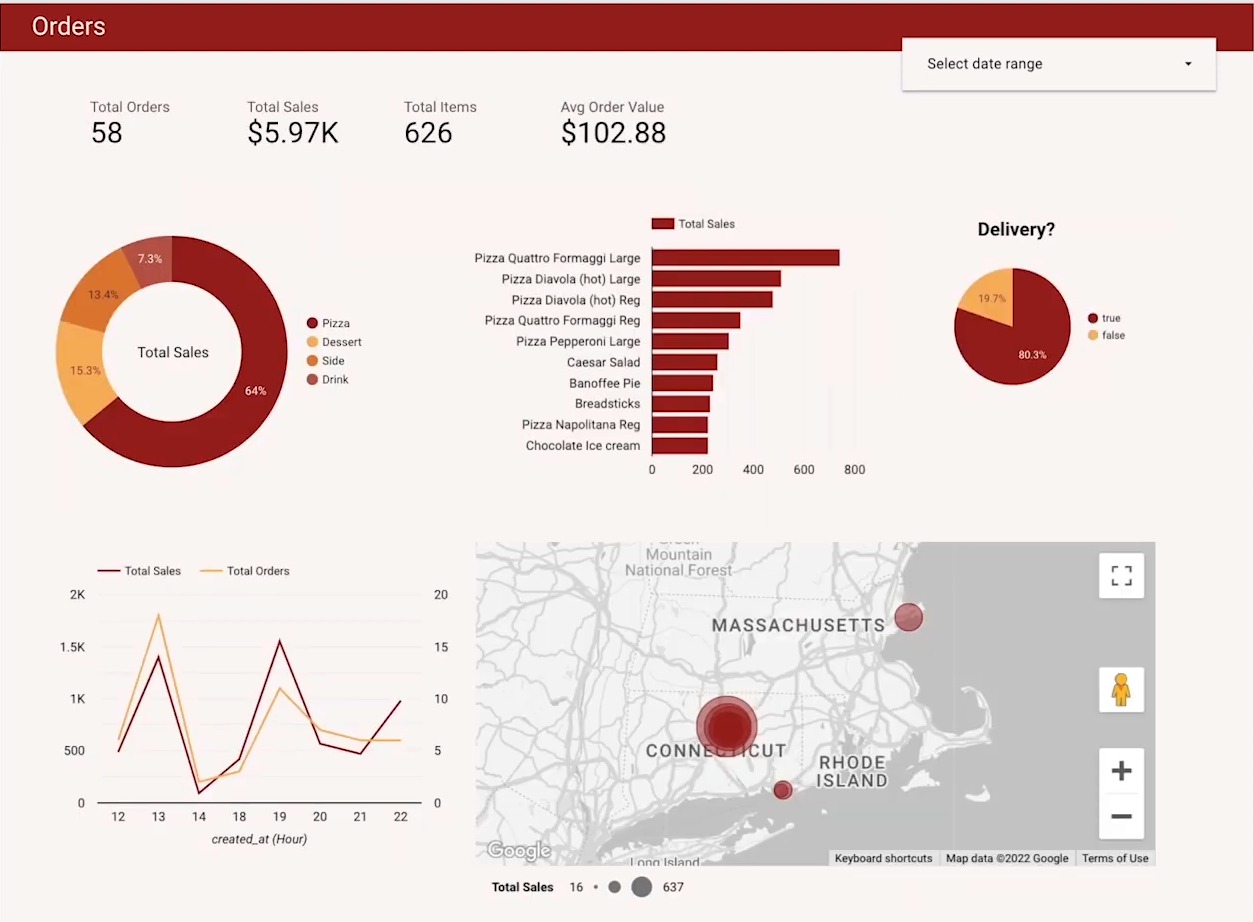 Orders
Select date range
Total Orders
58
Total Sales
$5.97K
Total Items
626
Avg Order Value
$102.88
7.3%
13.4%
15.3%
64%
Total Sales
Pizza
Dessert
Side
Drink
Total Sales
Pizza Quattro Formaggi Large
Pizza Diavola (hot) Large
Pizza Diavola (hot) Reg
Pizza Quattro Formaggi Reg
Pizza Pepperoni Large
Caesar Salad
Banoffee Pie
Breadsticks
Pizza Napolitana Reg
Chocolate Ice cream
0 200 400 600 800
Delivery?
19.7%
80.3%
true
false
Total Sales Total Orders
2K 20
1.5K 15
1K 10
500 5
0 0
12 13 14 18 19 20 21 22
created_at (Hour)
Green
Mountain
National Forest
MASSACHUSETTS
CONNECTICUT
RHODE
ISLAND
Long Island
Google
Keyboard shortcuts Map data ©2022 Google Terms of Use
Total Sales 16 637